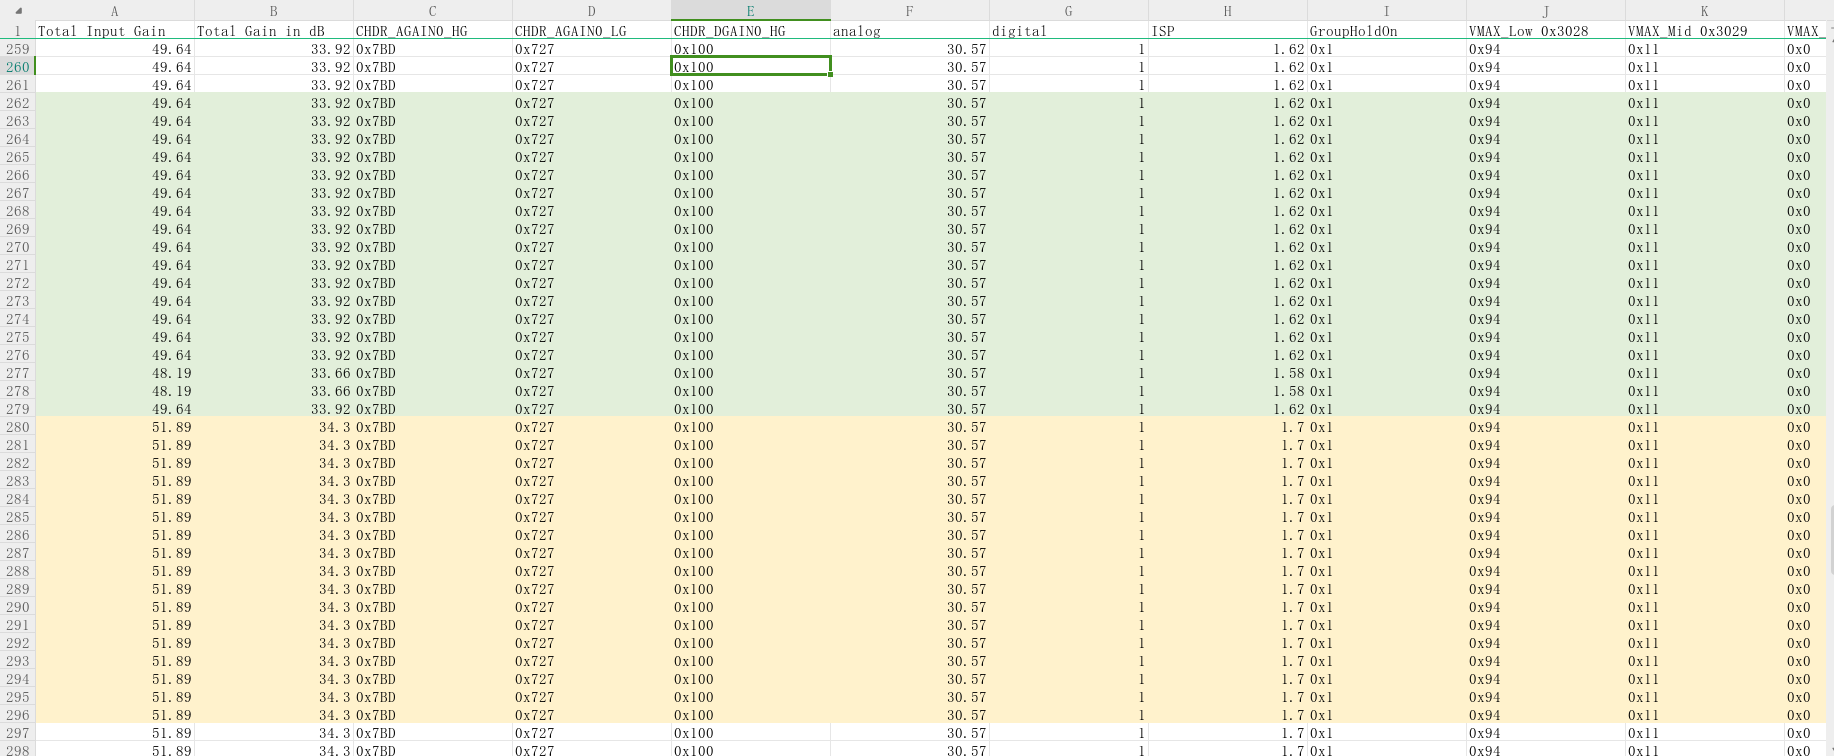 A B C D E F G H I J K
1 Total Input Gain Total Gain in dB CHDR_AGAIN0_HG CHDR_AGAIN0_LG CHDR_DGAIN0_HG analog digital ISP GroupHoldOn VMAX_Low 0x3028 VMAX_Mid 0x3029 VMAX_
259 49.64 33.92 0x7BD 0x727 0x100 30.57 1 1.62 0x1 0x94 0x11 0x0
260 49.64 33.92 0x7BD 0x727 0x100 30.57 1 1.62 0x1 0x94 0x11 0x0
261 49.64 33.92 0x7BD 0x727 0x100 30.57 1 1.62 0x1 0x94 0x11 0x0
262 49.64 33.92 0x7BD 0x727 0x100 30.57 1 1.62 0x1 0x94 0x11 0x0
263 49.64 33.92 0x7BD 0x727 0x100 30.57 1 1.62 0x1 0x94 0x11 0x0
264 49.64 33.92 0x7BD 0x727 0x100 30.57 1 1.62 0x1 0x94 0x11 0x0
265 49.64 33.92 0x7BD 0x727 0x100 30.57 1 1.62 0x1 0x94 0x11 0x0
266 49.64 33.92 0x7BD 0x727 0x100 30.57 1 1.62 0x1 0x94 0x11 0x0
267 49.64 33.92 0x7BD 0x727 0x100 30.57 1 1.62 0x1 0x94 0x11 0x0
268 49.64 33.92 0x7BD 0x727 0x100 30.57 1 1.62 0x1 0x94 0x11 0x0
269 49.64 33.92 0x7BD 0x727 0x100 30.57 1 1.62 0x1 0x94 0x11 0x0
270 49.64 33.92 0x7BD 0x727 0x100 30.57 1 1.62 0x1 0x94 0x11 0x0
271 49.64 33.92 0x7BD 0x727 0x100 30.57 1 1.62 0x1 0x94 0x11 0x0
272 49.64 33.92 0x7BD 0x727 0x100 30.57 1 1.62 0x1 0x94 0x11 0x0
273 49.64 33.92 0x7BD 0x727 0x100 30.57 1 1.62 0x1 0x94 0x11 0x0
274 49.64 33.92 0x7BD 0x727 0x100 30.57 1 1.62 0x1 0x94 0x11 0x0
275 49.64 33.92 0x7BD 0x727 0x100 30.57 1 1.62 0x1 0x94 0x11 0x0
276 49.64 33.92 0x7BD 0x727 0x100 30.57 1 1.62 0x1 0x94 0x11 0x0
277 48.19 33.66 0x7BD 0x727 0x100 30.57 1 1.58 0x1 0x94 0x11 0x0
278 48.19 33.66 0x7BD 0x727 0x100 30.57 1 1.58 0x1 0x94 0x11 0x0
279 49.64 33.92 0x7BD 0x727 0x100 30.57 1 1.62 0x1 0x94 0x11 0x0
280 51.89 34.3 0x7BD 0x727 0x100 30.57 1 1.7 0x1 0x94 0x11 0x0
281 51.89 34.3 0x7BD 0x727 0x100 30.57 1 1.7 0x1 0x94 0x11 0x0
282 51.89 34.3 0x7BD 0x727 0x100 30.57 1 1.7 0x1 0x94 0x11 0x0
283 51.89 34.3 0x7BD 0x727 0x100 30.57 1 1.7 0x1 0x94 0x11 0x0
284 51.89 34.3 0x7BD 0x727 0x100 30.57 1 1.7 0x1 0x94 0x11 0x0
285 51.89 34.3 0x7BD 0x727 0x100 30.57 1 1.7 0x1 0x94 0x11 0x0
286 51.89 34.3 0x7BD 0x727 0x100 30.57 1 1.7 0x1 0x94 0x11 0x0
287 51.89 34.3 0x7BD 0x727 0x100 30.57 1 1.7 0x1 0x94 0x11 0x0
288 51.89 34.3 0x7BD 0x727 0x100 30.57 1 1.7 0x1 0x94 0x11 0x0
289 51.89 34.3 0x7BD 0x727 0x100 30.57 1 1.7 0x1 0x94 0x11 0x0
290 51.89 34.3 0x7BD 0x727 0x100 30.57 1 1.7 0x1 0x94 0x11 0x0
291 51.89 34.3 0x7BD 0x727 0x100 30.57 1 1.7 0x1 0x94 0x11 0x0
292 51.89 34.3 0x7BD 0x727 0x100 30.57 1 1.7 0x1 0x94 0x11 0x0
293 51.89 34.3 0x7BD 0x727 0x100 30.57 1 1.7 0x1 0x94 0x11 0x0
294 51.89 34.3 0x7BD 0x727 0x100 30.57 1 1.7 0x1 0x94 0x11 0x0
295 51.89 34.3 0x7BD 0x727 0x100 30.57 1 1.7 0x1 0x94 0x11 0x0
296 51.89 34.3 0x7BD 0x727 0x100 30.57 1 1.7 0x1 0x94 0x11 0x0
297 51.89 34.3 0x7BD 0x727 0x100 30.57 1 1.7 0x1 0x94 0x11 0x0
298 51.89 34.3 0x7BD 0x727 0x100 30.57 1 1.7 0x1 0x94 0x11 0x0